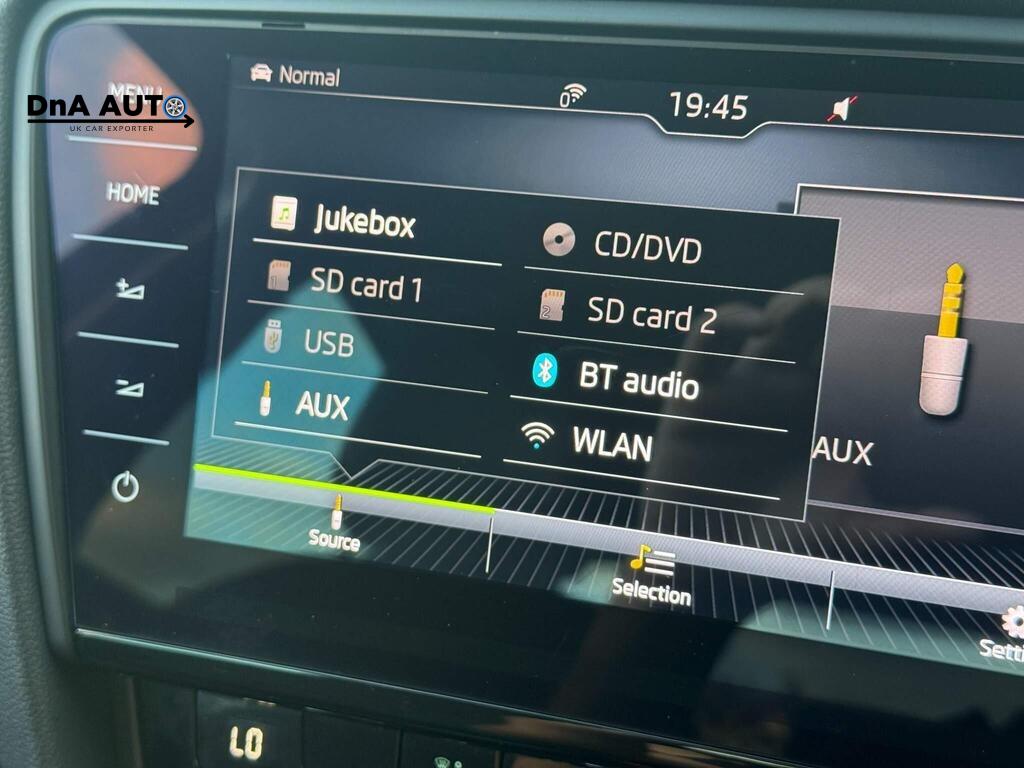 Normal
0
19:45
MENU
DnA AUTO
UK CAR EXPORTER
HOME
Jukebox
CD/DVD
SD card 1
SD card 2
USB
BT audio
AUX
WLAN
AUX
Source
Selection
Setti
LO